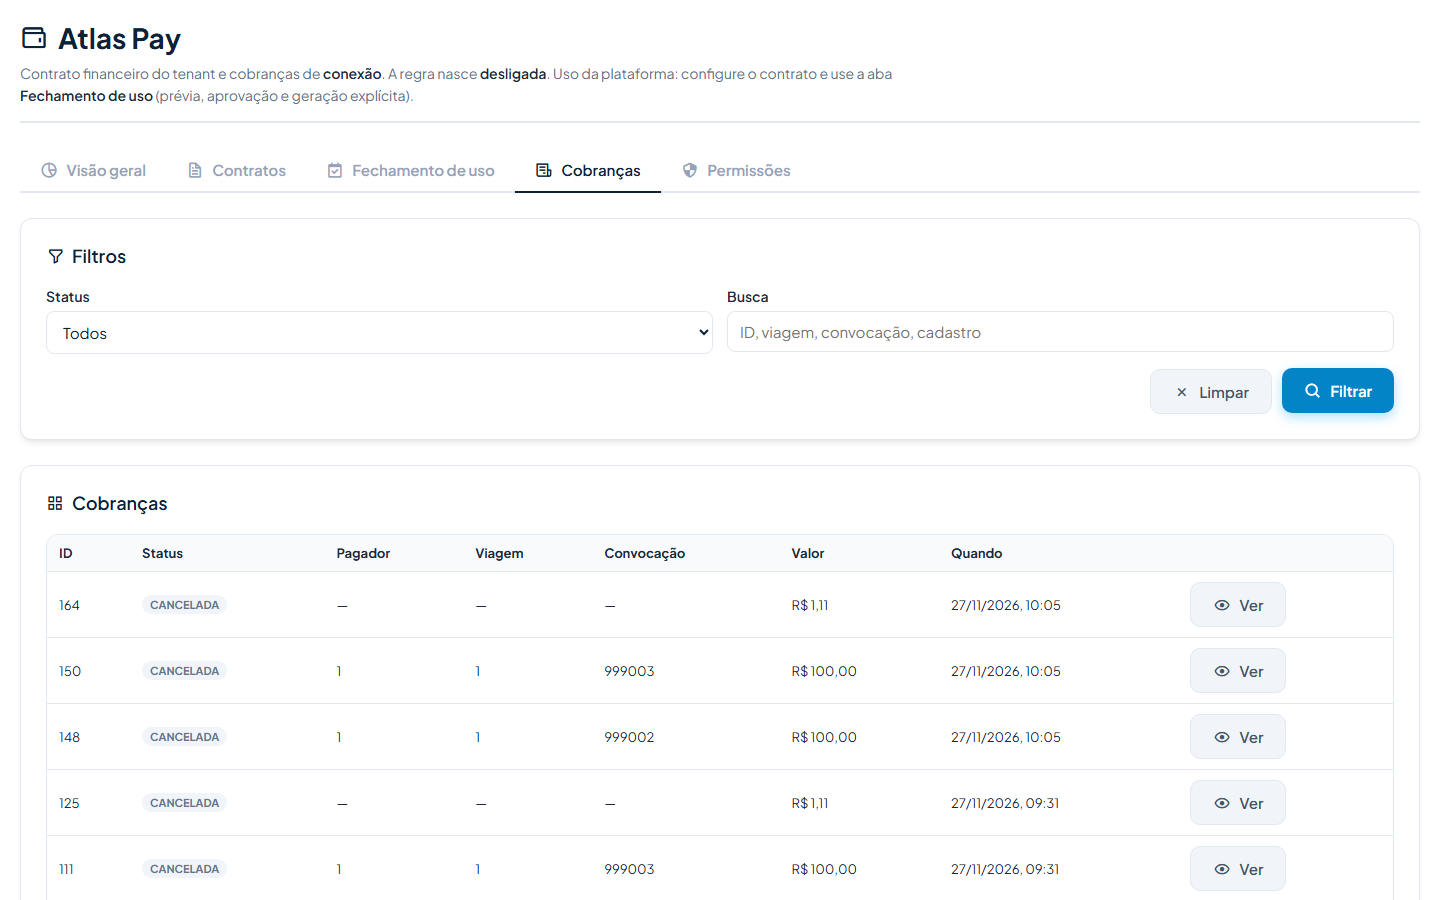 Atlas Pay
Contrato financeiro do tenant e cobranças de conexão. A regra nasce desligada. Uso da plataforma: configure o contrato e use a aba
Fechamento de uso (prévia, aprovação e geração explícita).
Visão geral Contratos Fechamento de uso Cobranças Permissões
Filtros
Status Busca
Todos ID, viagem, convocação, cadastro
Limpar Filtrar
Cobranças
ID Status Pagador Viagem Convocação Valor Quando
164 CANCELADA — — — R$ 1,11 27/11/2026, 10:05 Ver
150 CANCELADA 1 1 999003 R$ 100,00 27/11/2026, 10:05 Ver
148 CANCELADA 1 1 999002 R$ 100,00 27/11/2026, 10:05 Ver
125 CANCELADA — — — R$ 1,11 27/11/2026, 09:31 Ver
111 CANCELADA 1 1 999003 R$ 100,00 27/11/2026, 09:31 Ver